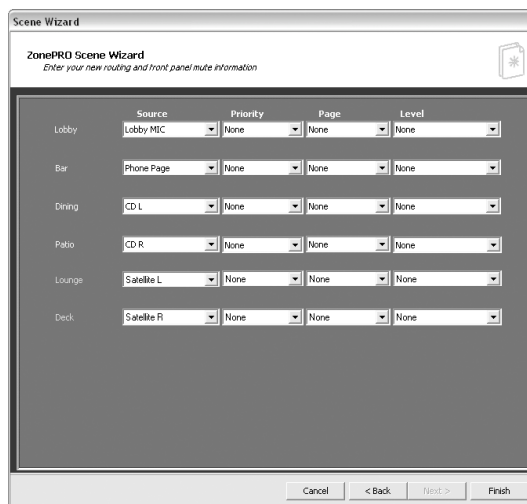 Scene Wizard
ZonePRO Scene Wizard
Enter your new routing and front panel mute information
Source Priority Page Level
Lobby Lobby MIC None None None
Bar Phone Page None None None
Dining CD L None None None
Patio CD R None None None
Lounge Satellite L None None None
Deck Satellite R None None None
Cancel < Back Next > Finish